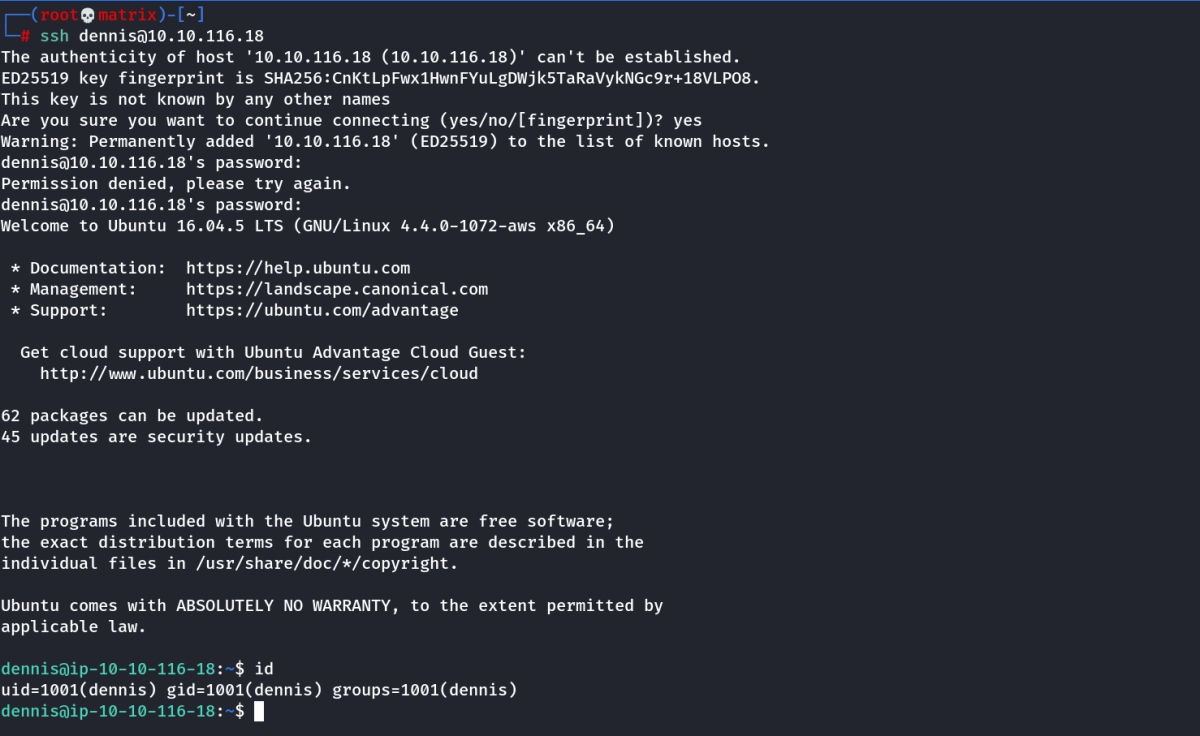 ┌──(root💀matrix)-[~]
└─# ssh dennis@10.10.116.18
The authenticity of host '10.10.116.18 (10.10.116.18)' can't be established.
ED25519 key fingerprint is SHA256:CnKtLpFwx1HwnFYuLgDWjk5TaRaVykNGc9r+18VLPO8.
This key is not known by any other names
Are you sure you want to continue connecting (yes/no/[fingerprint])? yes
Warning: Permanently added '10.10.116.18' (ED25519) to the list of known hosts.
dennis@10.10.116.18's password:
Permission denied, please try again.
dennis@10.10.116.18's password:
Welcome to Ubuntu 16.04.5 LTS (GNU/Linux 4.4.0-1072-aws x86_64)

 * Documentation:  https://help.ubuntu.com
 * Management:     https://landscape.canonical.com
 * Support:        https://ubuntu.com/advantage

  Get cloud support with Ubuntu Advantage Cloud Guest:
    http://www.ubuntu.com/business/services/cloud

62 packages can be updated.
45 updates are security updates.

The programs included with the Ubuntu system are free software;
the exact distribution terms for each program are described in the
individual files in /usr/share/doc/*/copyright.

Ubuntu comes with ABSOLUTELY NO WARRANTY, to the extent permitted by
applicable law.

dennis@ip-10-10-116-18:~$ id
uid=1001(dennis) gid=1001(dennis) groups=1001(dennis)
dennis@ip-10-10-116-18:~$